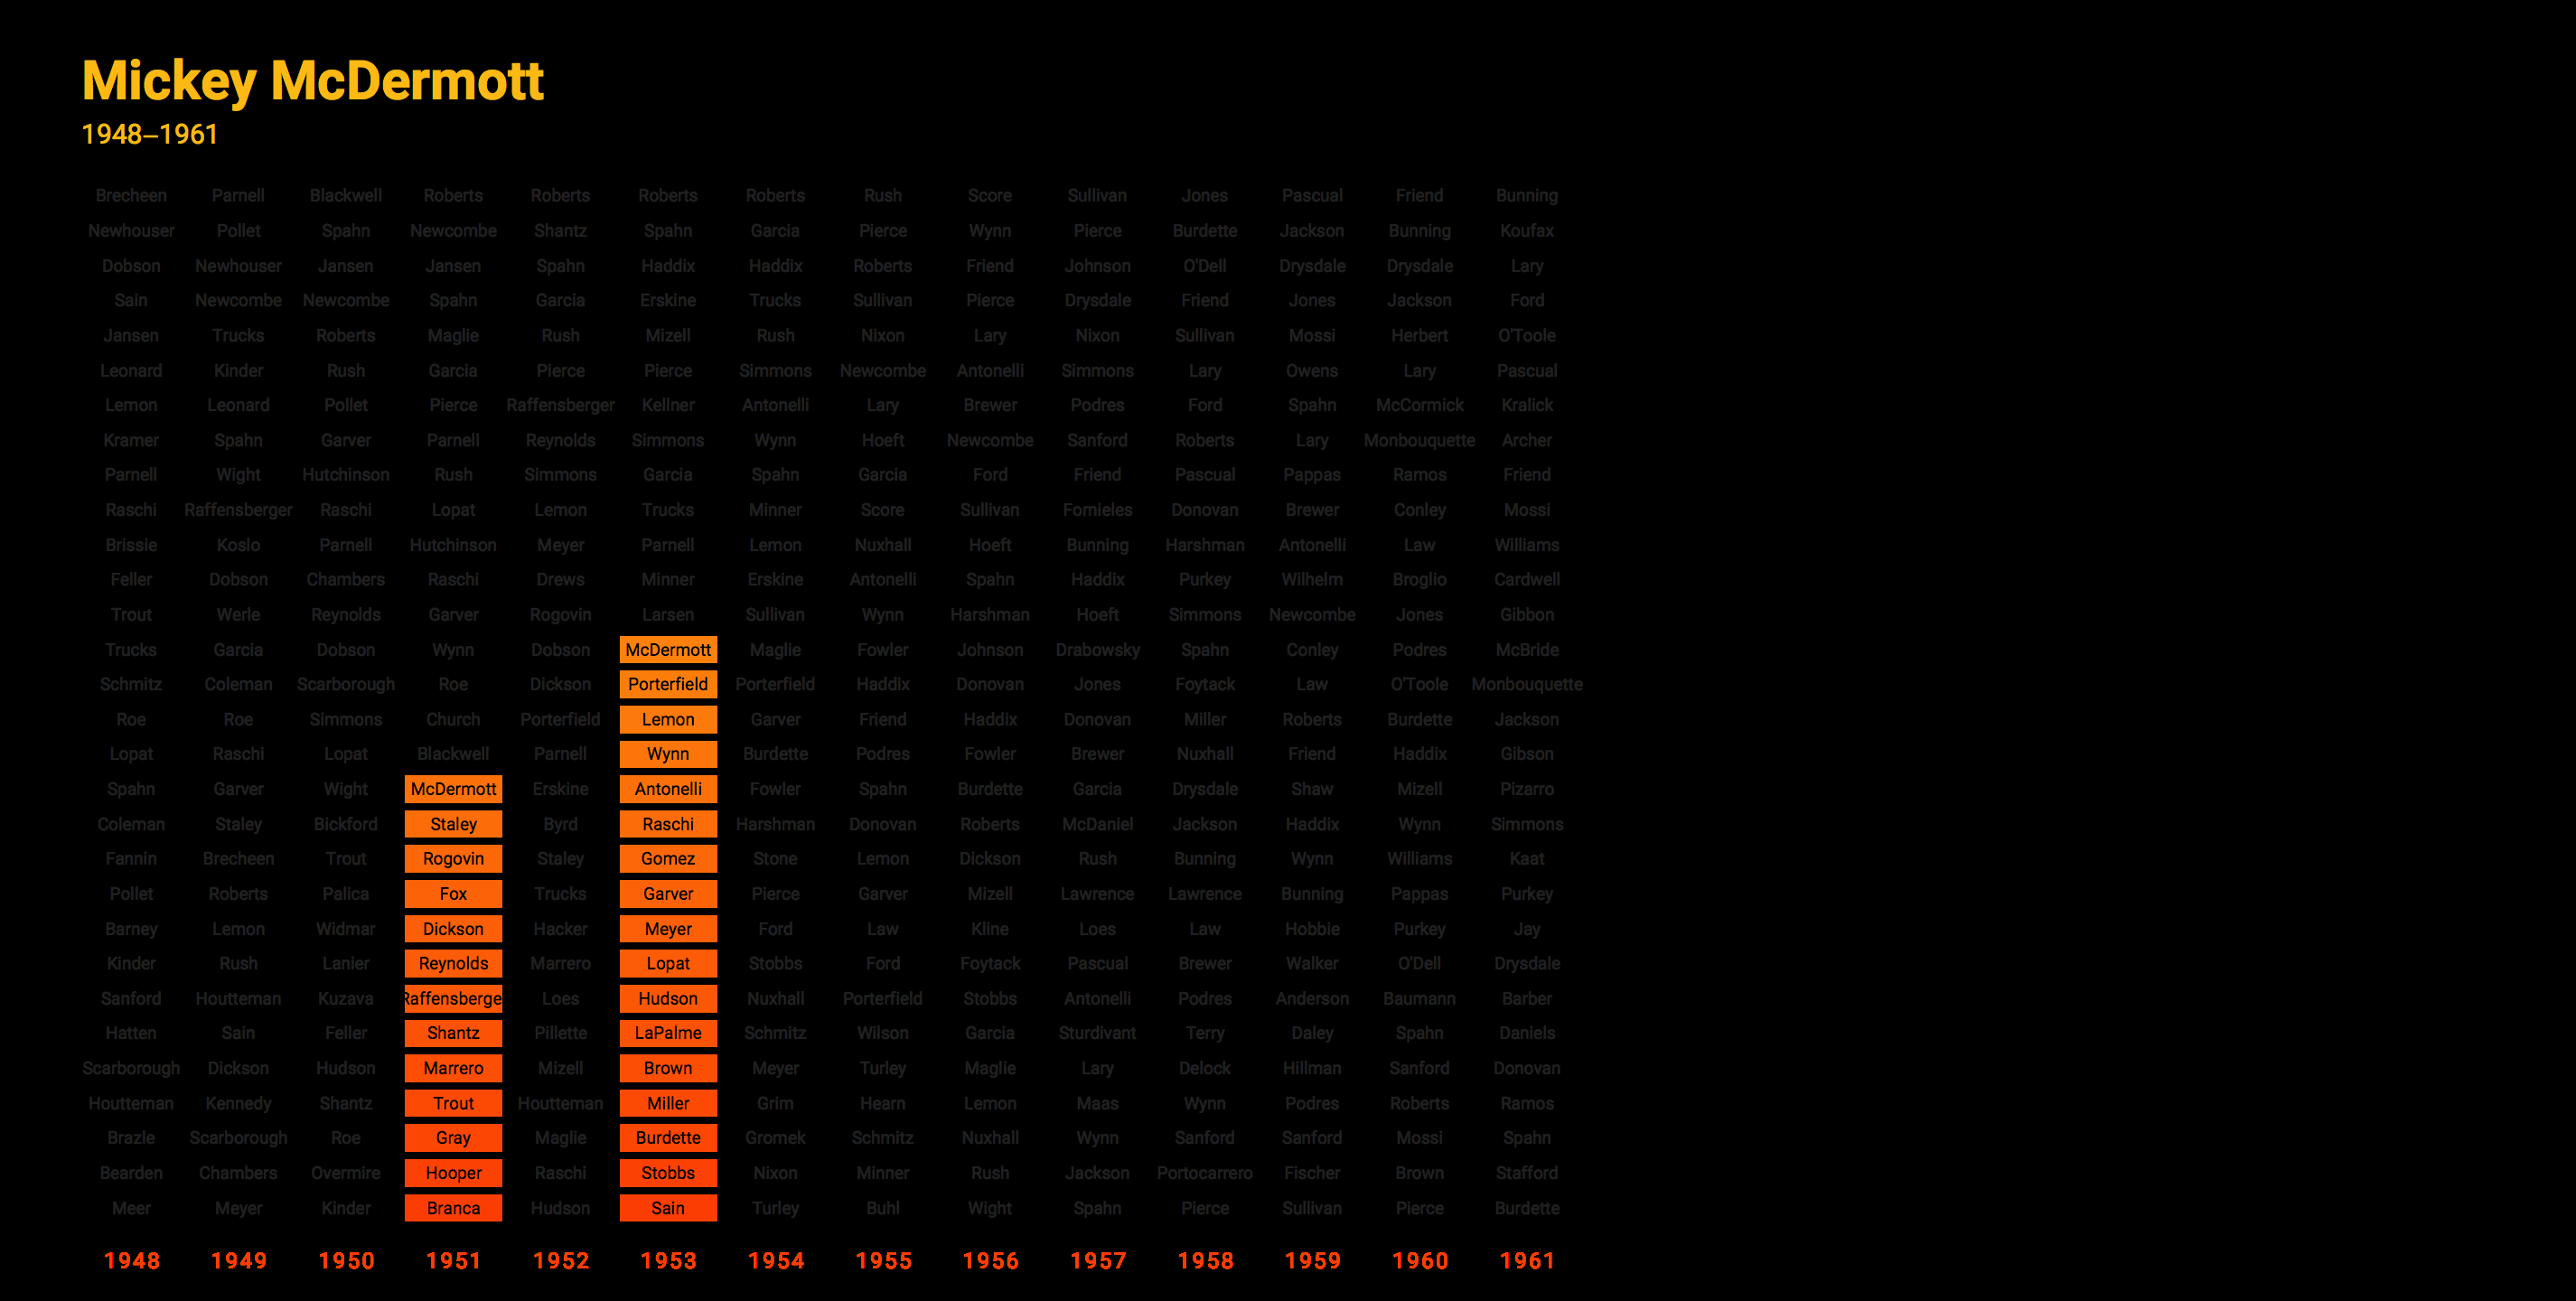 Mickey McDermott
1948–1961
Brecheen Parnell Blackwell Roberts Roberts Roberts Roberts Rush Score Sullivan Jones Pascual Friend Bunning
Newhouser Pollet Spahn Newcombe Shantz Spahn Garcia Pierce Wynn Pierce Burdette Jackson Bunning Koufax
Dobson Newhouser Jansen Jansen Spahn Haddix Haddix Roberts Friend Johnson O'Dell Drysdale Drysdale Lary
Sain Newcombe Newcombe Spahn Garcia Erskine Trucks Sullivan Pierce Drysdale Friend Jones Jackson Ford
Jansen Trucks Roberts Maglie Rush Mizell Rush Nixon Lary Nixon Sullivan Mossi Herbert O'Toole
Leonard Kinder Rush Garcia Pierce Pierce Simmons Newcombe Antonelli Simmons Lary Owens Lary Pascual
Lemon Leonard Pollet Pierce Raffensberger Kellner Antonelli Lary Brewer Podres Ford Spahn McCormick Kralick
Kramer Spahn Garver Parnell Reynolds Simmons Wynn Hoeft Newcombe Sanford Roberts Lary Monbouquette Archer
Parnell Wight Hutchinson Rush Simmons Garcia Spahn Garcia Ford Friend Pascual Pappas Ramos Friend
Raschi Raffensberger Raschi Lopat Lemon Trucks Minner Score Sullivan Fornieles Donovan Brewer Conley Mossi
Brissie Koslo Parnell Hutchinson Meyer Parnell Lemon Nuxhall Hoeft Bunning Harshman Antonelli Law Williams
Feller Dobson Chambers Raschi Drews Minner Erskine Antonelli Spahn Haddix Purkey Wilhelm Broglio Cardwell
Trout Werle Reynolds Garver Rogovin Larsen Sullivan Wynn Harshman Hoeft Simmons Newcombe Jones Gibbon
Trucks Garcia Dobson Wynn Dobson McDermott Maglie Fowler Johnson Drabowsky Spahn Conley Podres McBride
Schmitz Coleman Scarborough Roe Dickson Porterfield Porterfield Haddix Donovan Jones Foytack Law O'Toole Monbouquette
Roe Roe Simmons Church Porterfield Lemon Garver Friend Haddix Donovan Miller Roberts Burdette Jackson
Lopat Raschi Lopat Blackwell Parnell Wynn Burdette Podres Fowler Brewer Nuxhall Friend Haddix Gibson
Spahn Garver Wight McDermott Erskine Antonelli Fowler Spahn Burdette Garcia Drysdale Shaw Mizell Pizarro
Coleman Staley Bickford Staley Byrd Raschi Harshman Donovan Roberts McDaniel Jackson Haddix Wynn Simmons
Fannin Brecheen Trout Rogovin Staley Gomez Stone Lemon Dickson Rush Bunning Wynn Williams Kaat
Pollet Roberts Palica Fox Trucks Garver Pierce Garver Mizell Lawrence Lawrence Bunning Pappas Purkey
Barney Lemon Widmar Dickson Hacker Meyer Ford Law Kline Loes Law Hobbie Purkey Jay
Kinder Rush Lanier Reynolds Marrero Lopat Stobbs Ford Foytack Pascual Brewer Walker O'Dell Drysdale
Sanford Houtteman Kuzava Raffensberge Loes Hudson Nuxhall Porterfield Stobbs Antonelli Podres Anderson Baumann Barber
Hatten Sain Feller Shantz Pillette LaPalme Schmitz Wilson Garcia Sturdivant Terry Daley Spahn Daniels
Scarborough Dickson Hudson Marrero Mizell Brown Meyer Turley Maglie Lary Delock Hillman Sanford Donovan
Houtteman Kennedy Shantz Trout Houtteman Miller Grim Hearn Lemon Maas Wynn Podres Roberts Ramos
Brazle Scarborough Roe Gray Maglie Burdette Gromek Schmitz Nuxhall Wynn Sanford Sanford Mossi Spahn
Bearden Chambers Overmire Hooper Raschi Stobbs Nixon Minner Rush Jackson Portocarrero Fischer Brown Stafford
Meer Meyer Kinder Branca Hudson Sain Turley Buhl Wight Spahn Pierce Sullivan Pierce Burdette
1948 1949 1950 1951 1952 1953 1954 1955 1956 1957 1958 1959 1960 1961